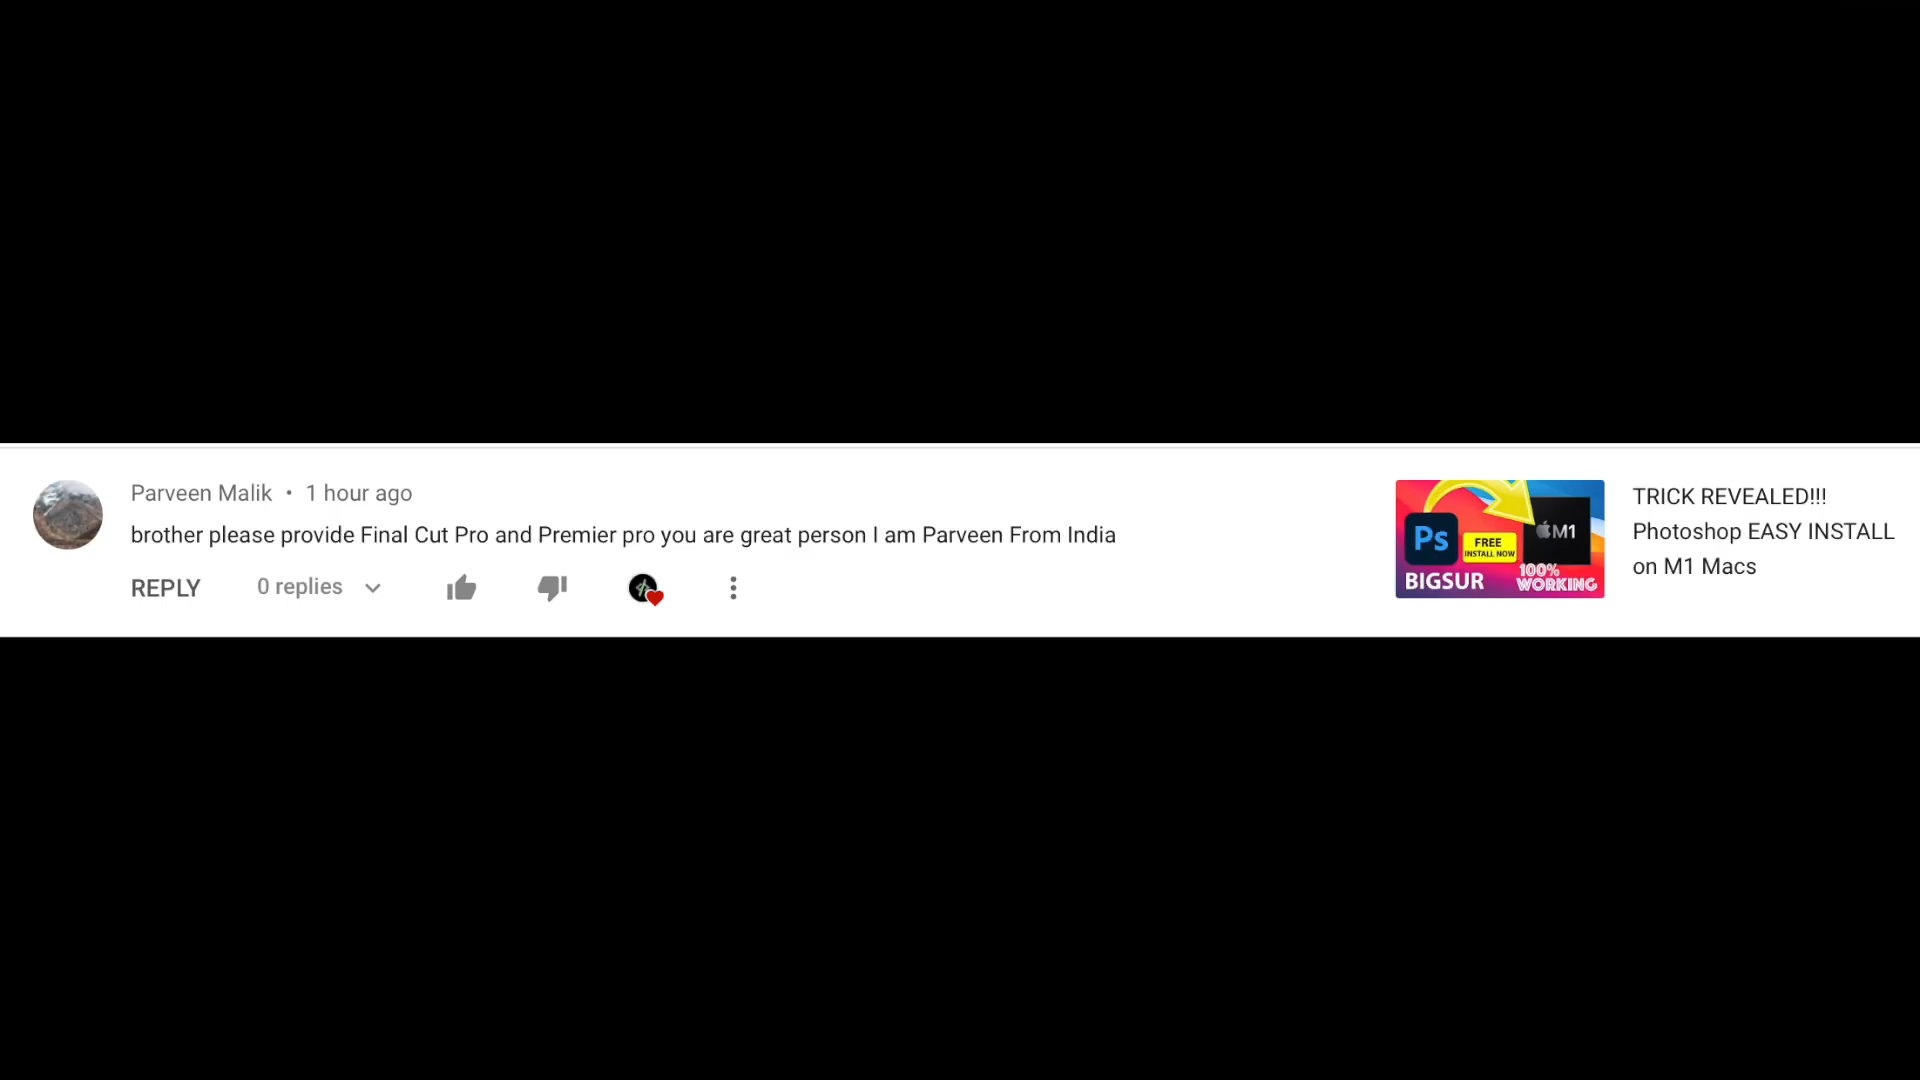 Parveen Malik • 1 hour ago
brother please provide Final Cut Pro and Premier pro you are great person I am Parveen From India
REPLY 0 replies
Ps
FREE
INSTALL NOW
M1
BIGSUR
100%
WORKING
TRICK REVEALED!!!
Photoshop EASY INSTALL
on M1 Macs